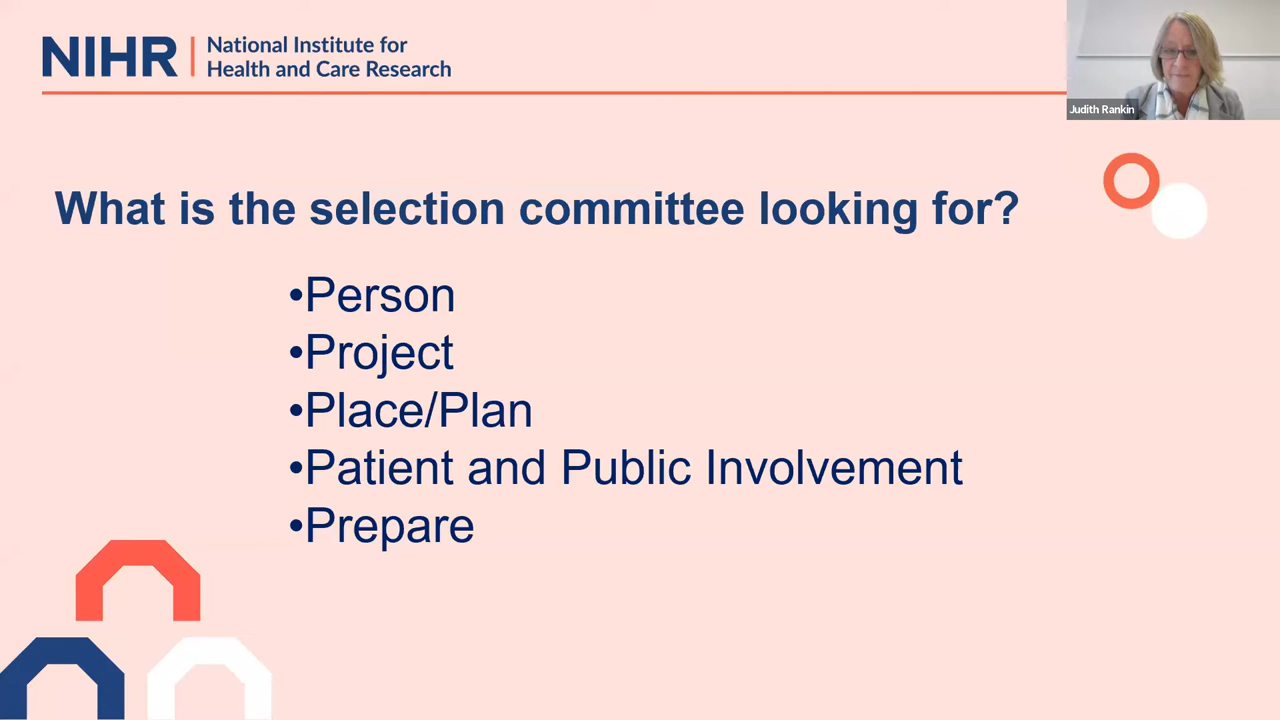 NIHR | National Institute for
Health and Care Research
Judith Rankin
What is the selection committee looking for?
•Person
•Project
•Place/Plan
•Patient and Public Involvement
•Prepare